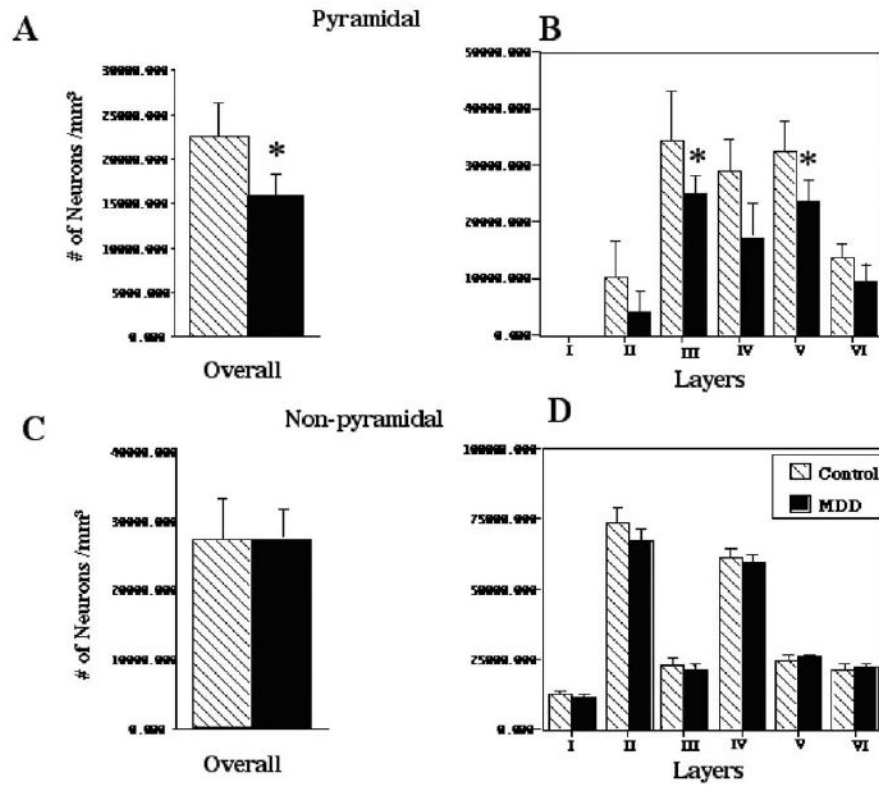 A
Pyramidal
30000.000
25000.000
20000.000
15000.000
10000.000
5000.000
0.000
# of Neurons /mm³
*
Overall
B
50000.000
40000.000
30000.000
20000.000
10000.000
0.000
*
*
I II III IV V VI
Layers
C
Non-pyramidal
40000.000
30000.000
20000.000
10000.000
0.000
# of Neurons /mm³
Overall
D
100000.000
75000.000
50000.000
25000.000
0.000
Control
MDD
I II III IV V VI
Layers